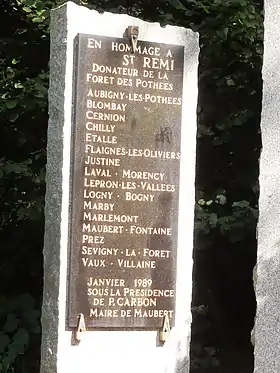 EN HOMMAGE A
ST REMI
DONATEUR DE LA
FORET DES POTHEES
AUBIGNY-LES-POTHEES
BLOMBAY
CERNION
CHILLY
ETALLE
FLAIGNES-LES-OLIVIERS
JUSTINE
LAVAL - MORENCY
LEPRON-LES-VALLEES
LOGNY - BOGNY
MARBY
MARLEMONT
MAUBERT-FONTAINE
PREZ
SEVIGNY-LA-FORET
VAUX - VILLAINE
JANVIER 1989
SOUS LA PRESIDENCE
DE P. CARBON
MAIRE DE MAUBERT